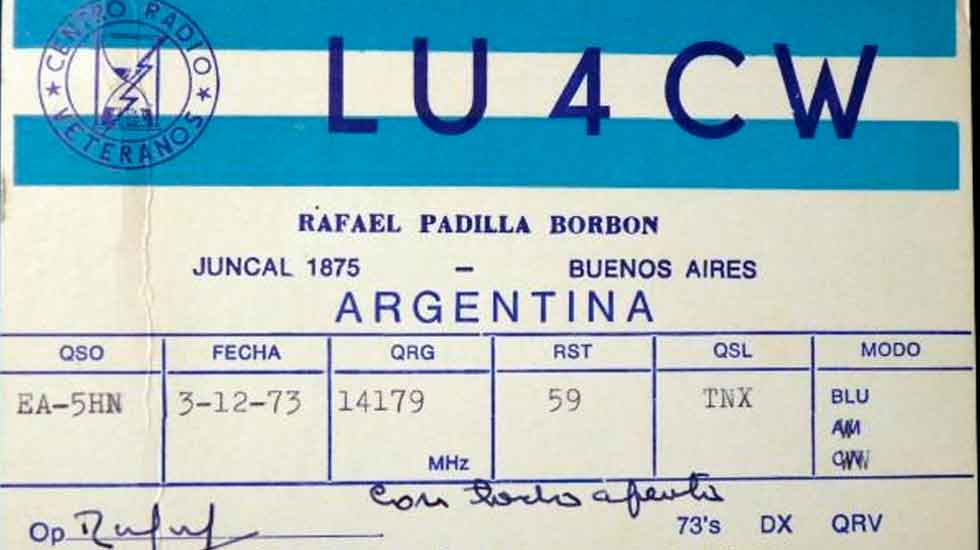 CENTRO RADIO
VETERANOS
LU 4 CW
RAFAEL PADILLA BORBON
JUNCAL 1875 – BUENOS AIRES
ARGENTINA
QSO FECHA QRG RST QSL MODO
EA-5HN 3-12-73 14179 59 TNX BLU
AM
CW
MHz
Con todo afecto
Op Rafael 73's DX QRV